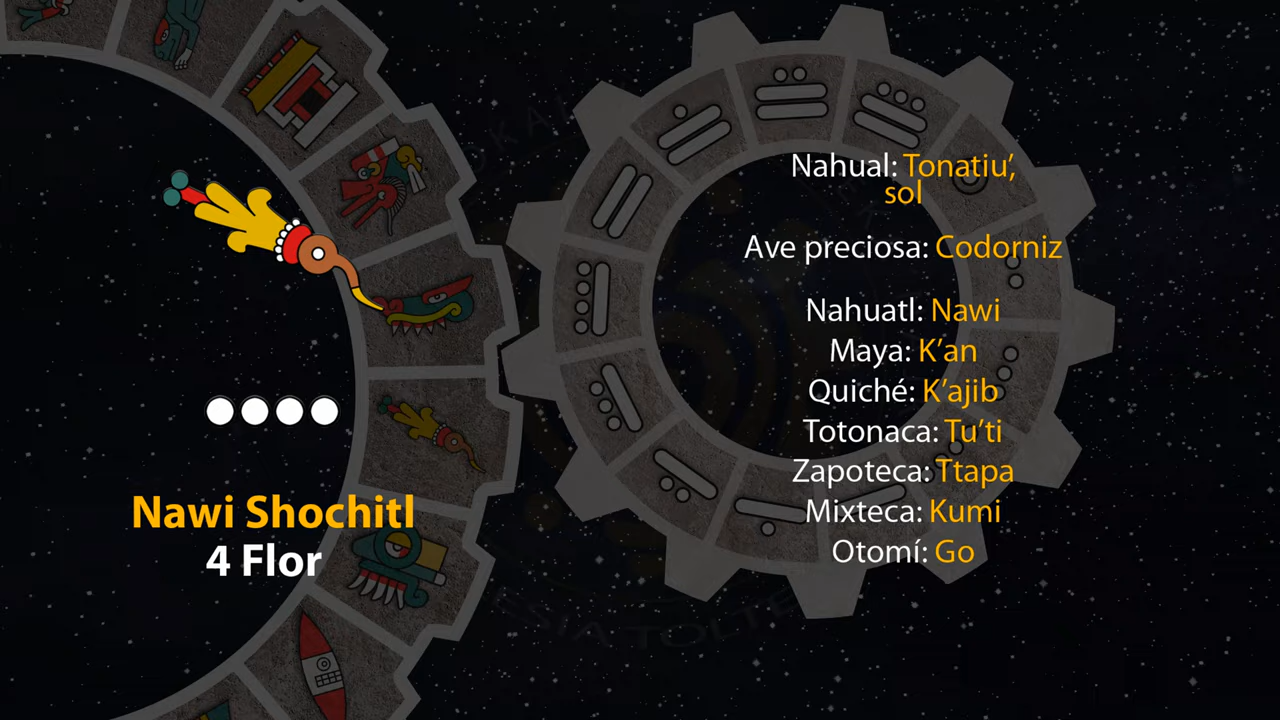 Nawi Shochitl
4 Flor
Nahual: Tonatiu’,
sol
Ave preciosa: Codorniz
Nahuatl: Nawi
Maya: K’an
Quiché: K’ajib
Totonaca: Tu’ti
Zapoteca: Ttapa
Mixteca: Kumi
Otomí: Go